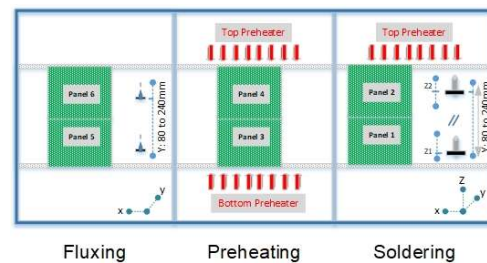 Top Preheater
Top Preheater
Panel 6
Panel 5
Y: 80 to 240mm
Panel 4
Panel 3
Panel 2
Panel 1
Z2
Z1
Y: 80 to 240mm
Bottom Preheater
x
y
x
y
Z
Fluxing
Preheating
Soldering